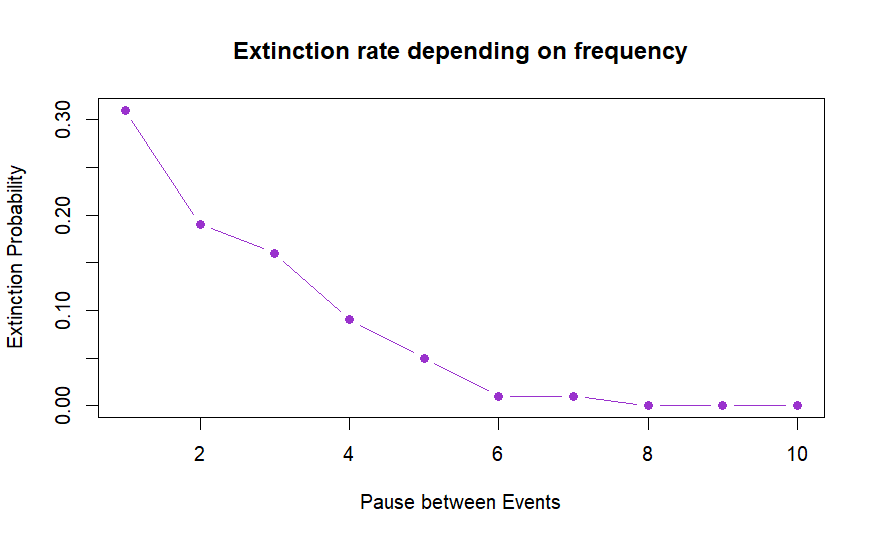 Extinction rate depending on frequency
Extinction Probability
0.30
0.20
0.10
0.00
2 4 6 8 10
Pause between Events